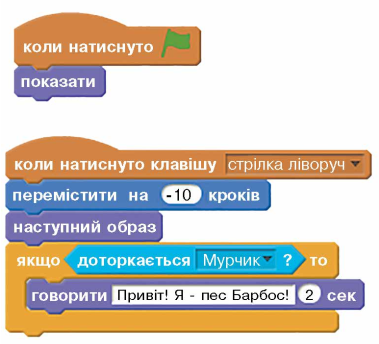 коли натиснуто
показати
коли натиснуто клавішу стрілка ліворуч
перемістити на -10 кроків
наступний образ
якщо доторкається Мурчик ? то
говорити Привіт! Я - пес Барбос! 2 сек